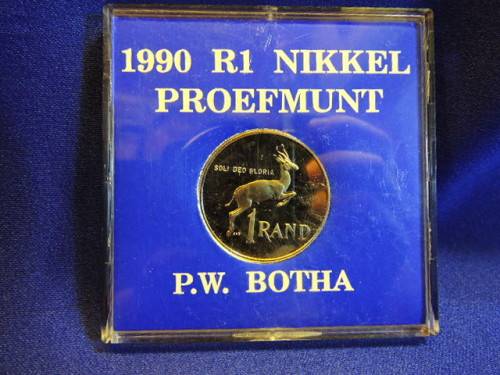 1990 R1 NIKKEL
PROEFMUNT
SOLI DEO GLORIA
1 RAND
P.W. BOTHA